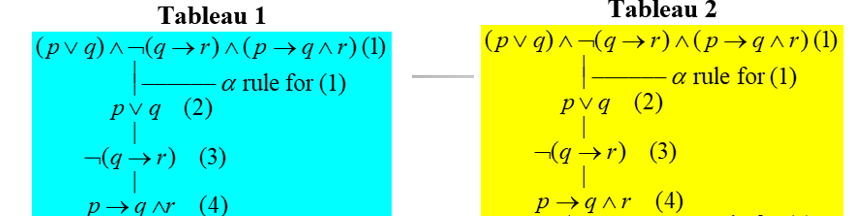 Tableau 1
(p ∨ q) ∧ ¬(q → r) ∧ (p → q ∧ r) (1)
α rule for (1)
p ∨ q (2)
¬(q → r) (3)
p → q ∧ r (4)
Tableau 2
(p ∨ q) ∧ ¬(q → r) ∧ (p → q ∧ r) (1)
α rule for (1)
p ∨ q (2)
¬(q → r) (3)
p → q ∧ r (4)